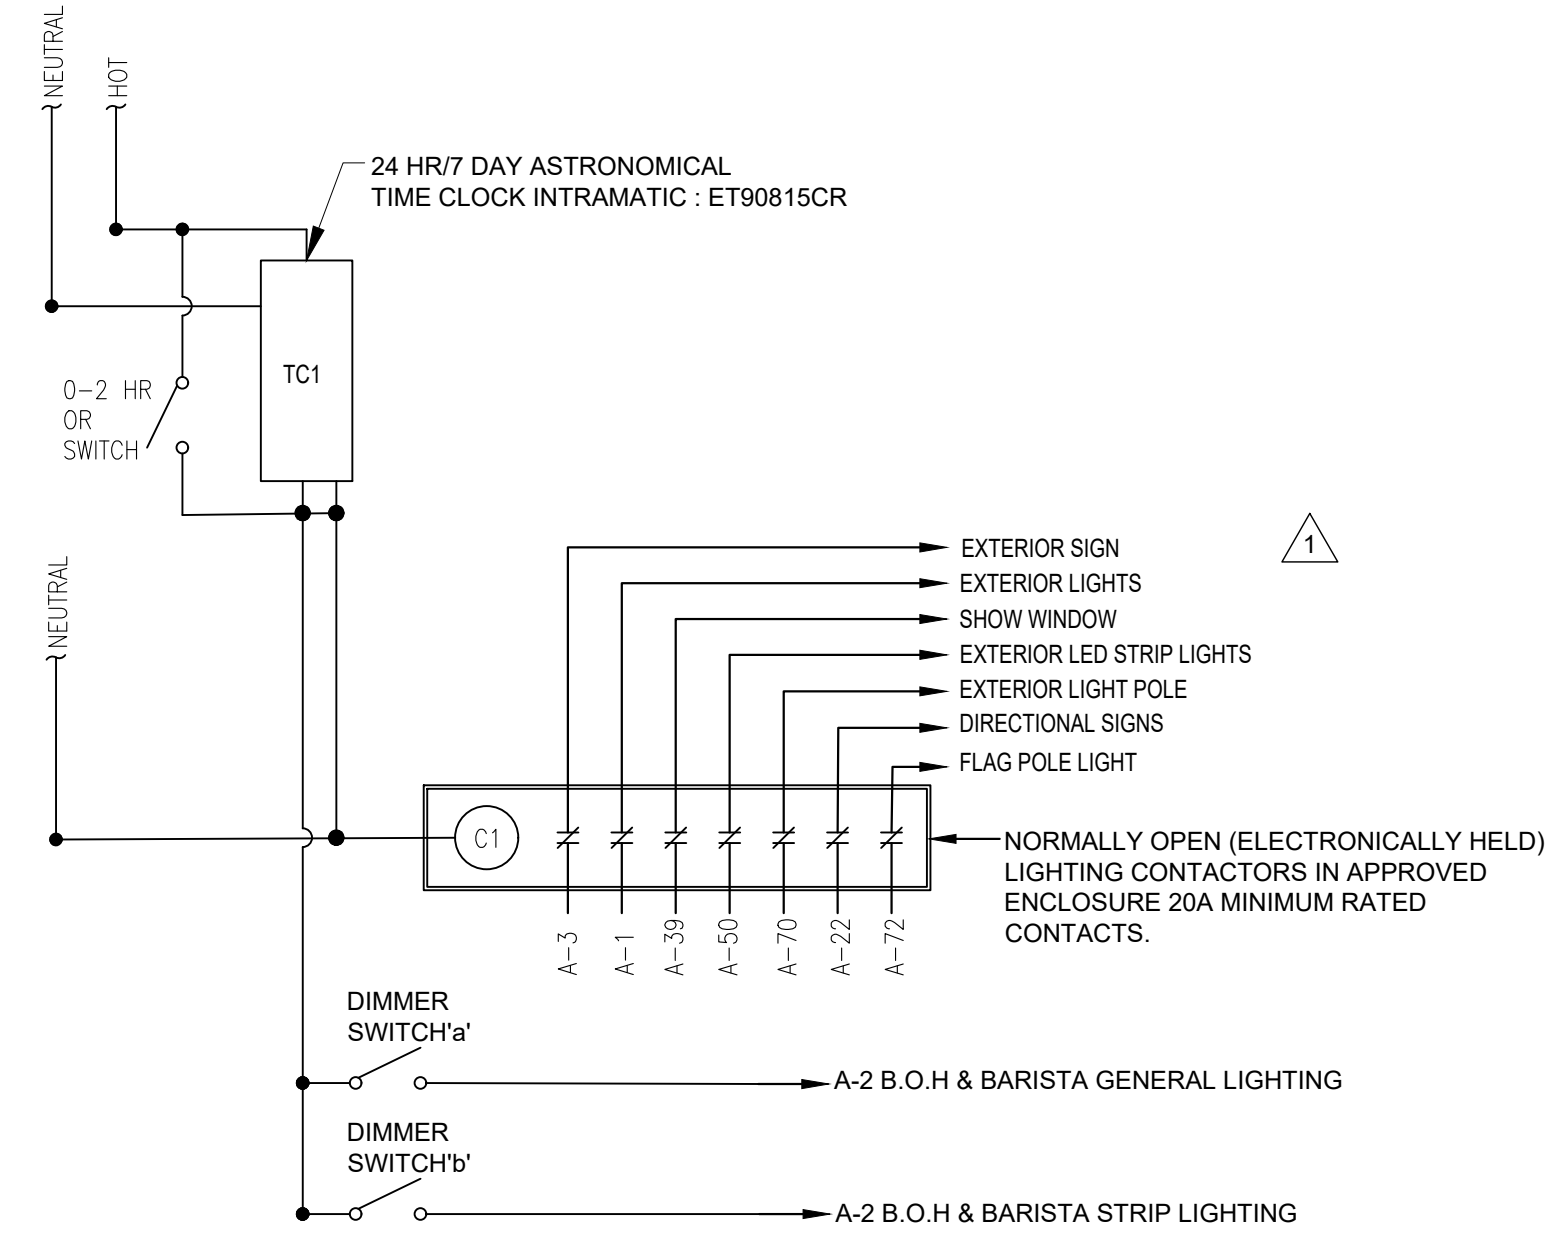 NEUTRAL
HOT
24 HR/7 DAY ASTRONOMICAL
TIME CLOCK INTRAMATIC : ET90815CR
TC1
0-2 HR
OR
SWITCH
NEUTRAL
EXTERIOR SIGN
1
EXTERIOR LIGHTS
SHOW WINDOW
EXTERIOR LED STRIP LIGHTS
EXTERIOR LIGHT POLE
DIRECTIONAL SIGNS
FLAG POLE LIGHT
C1
NORMALLY OPEN (ELECTRONICALLY HELD)
LIGHTING CONTACTORS IN APPROVED
ENCLOSURE 20A MINIMUM RATED
CONTACTS.
A-3
A-1
A-39
A-50
A-70
A-22
A-72
DIMMER
SWITCH'a'
A-2 B.O.H & BARISTA GENERAL LIGHTING
DIMMER
SWITCH'b'
A-2 B.O.H & BARISTA STRIP LIGHTING